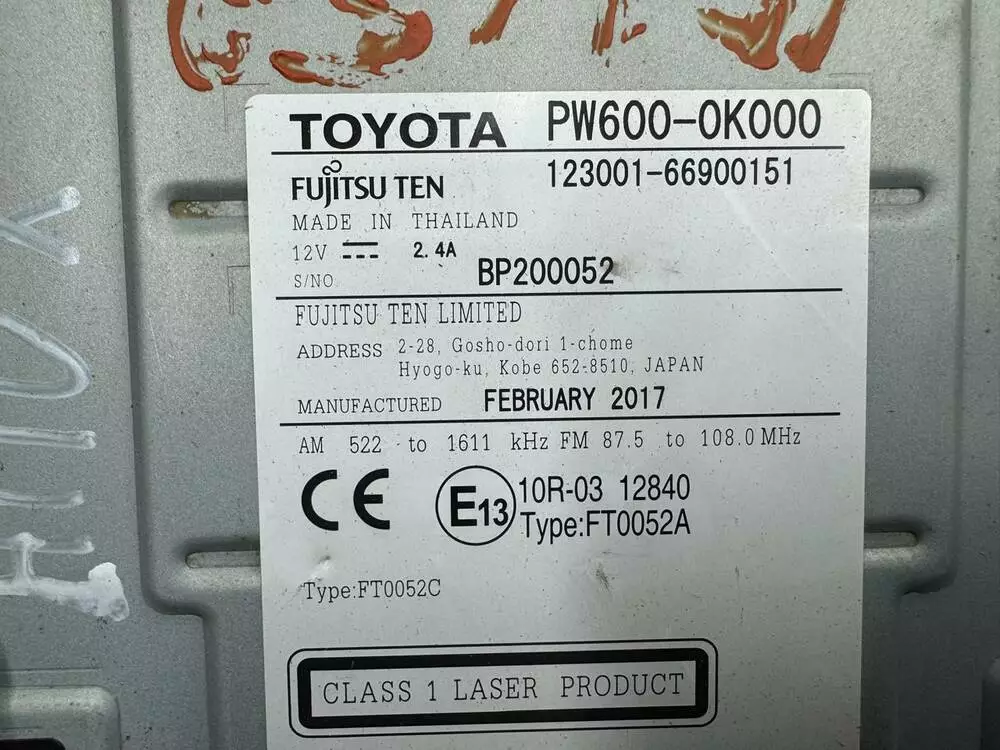 TOYOTA PW600-0K000
FUJITSU TEN 123001-66900151
MADE IN THAILAND
12V 2.4A
S/NO. BP200052
FUJITSU TEN LIMITED
ADDRESS 2-28, Gosho-dori 1-chome
Hyogo-ku, Kobe 652-8510, JAPAN
MANUFACTURED FEBRUARY 2017
AM 522 to 1611 kHz FM 87.5 to 108.0 MHz
CE E13 10R-03 12840
Type:FT0052A
Type:FT0052C
CLASS 1 LASER PRODUCT